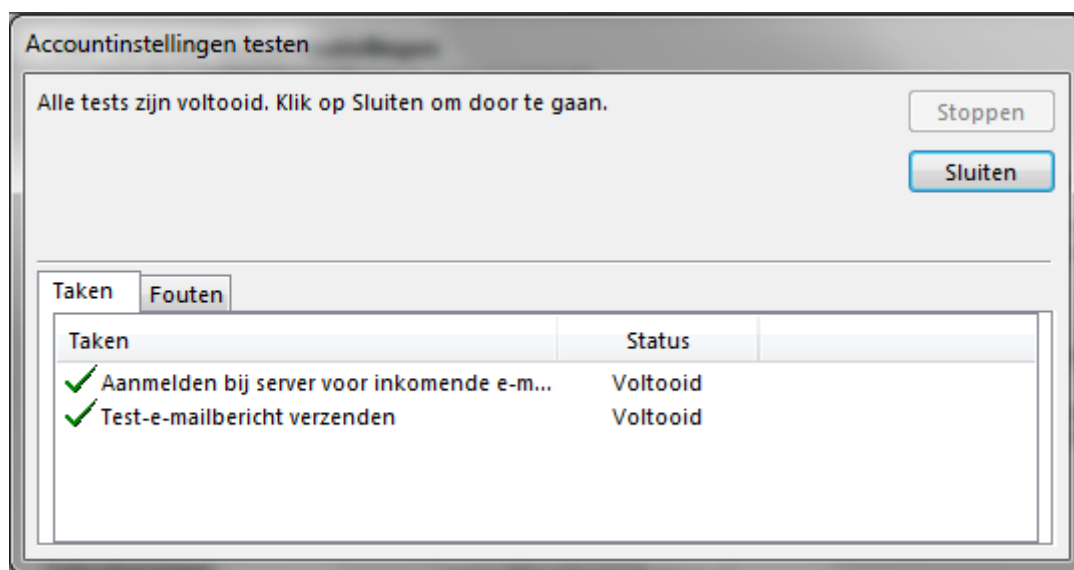 Accountinstellingen testen
Alle tests zijn voltooid. Klik op Sluiten om door te gaan.
Stoppen
Sluiten
Taken Fouten
Taken Status
Aanmelden bij server voor inkomende e-m... Voltooid
Test-e-mailbericht verzenden Voltooid